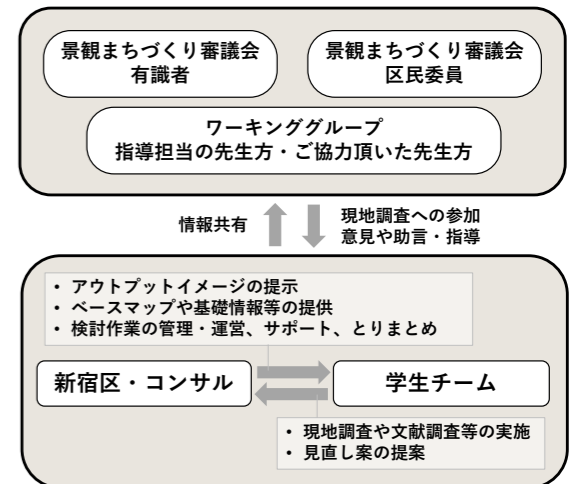 景観まちづくり審議会
有識者
景観まちづくり審議会
区民委員
ワーキンググループ
指導担当の先生方・ご協力頂いた先生方
情報共有
現地調査への参加
意見や助言・指導
• アウトプットイメージの提示
• ベースマップや基礎情報等の提供
• 検討作業の管理・運営、サポート、とりまとめ
新宿区・コンサル
学生チーム
• 現地調査や文献調査等の実施
• 見直し案の提案